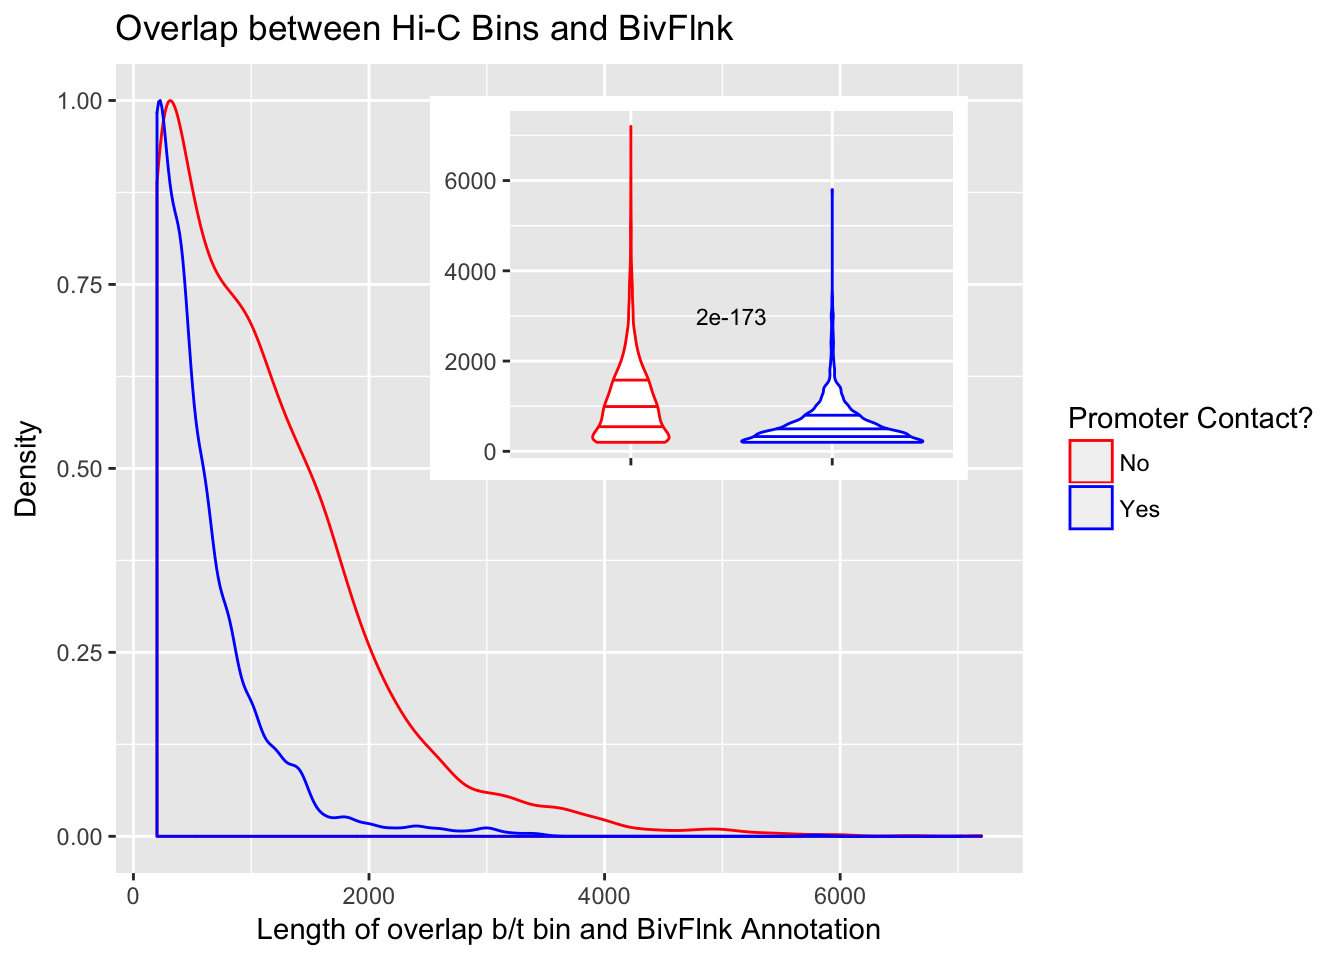 Overlap between Hi-C Bins and BivFlnk
1.00
0.75
0.50
0.25
0.00
Density
0
2000
4000
6000
Length of overlap b/t bin and BivFlnk Annotation
6000
4000
2000
0
2e-173
Promoter Contact?
No
Yes